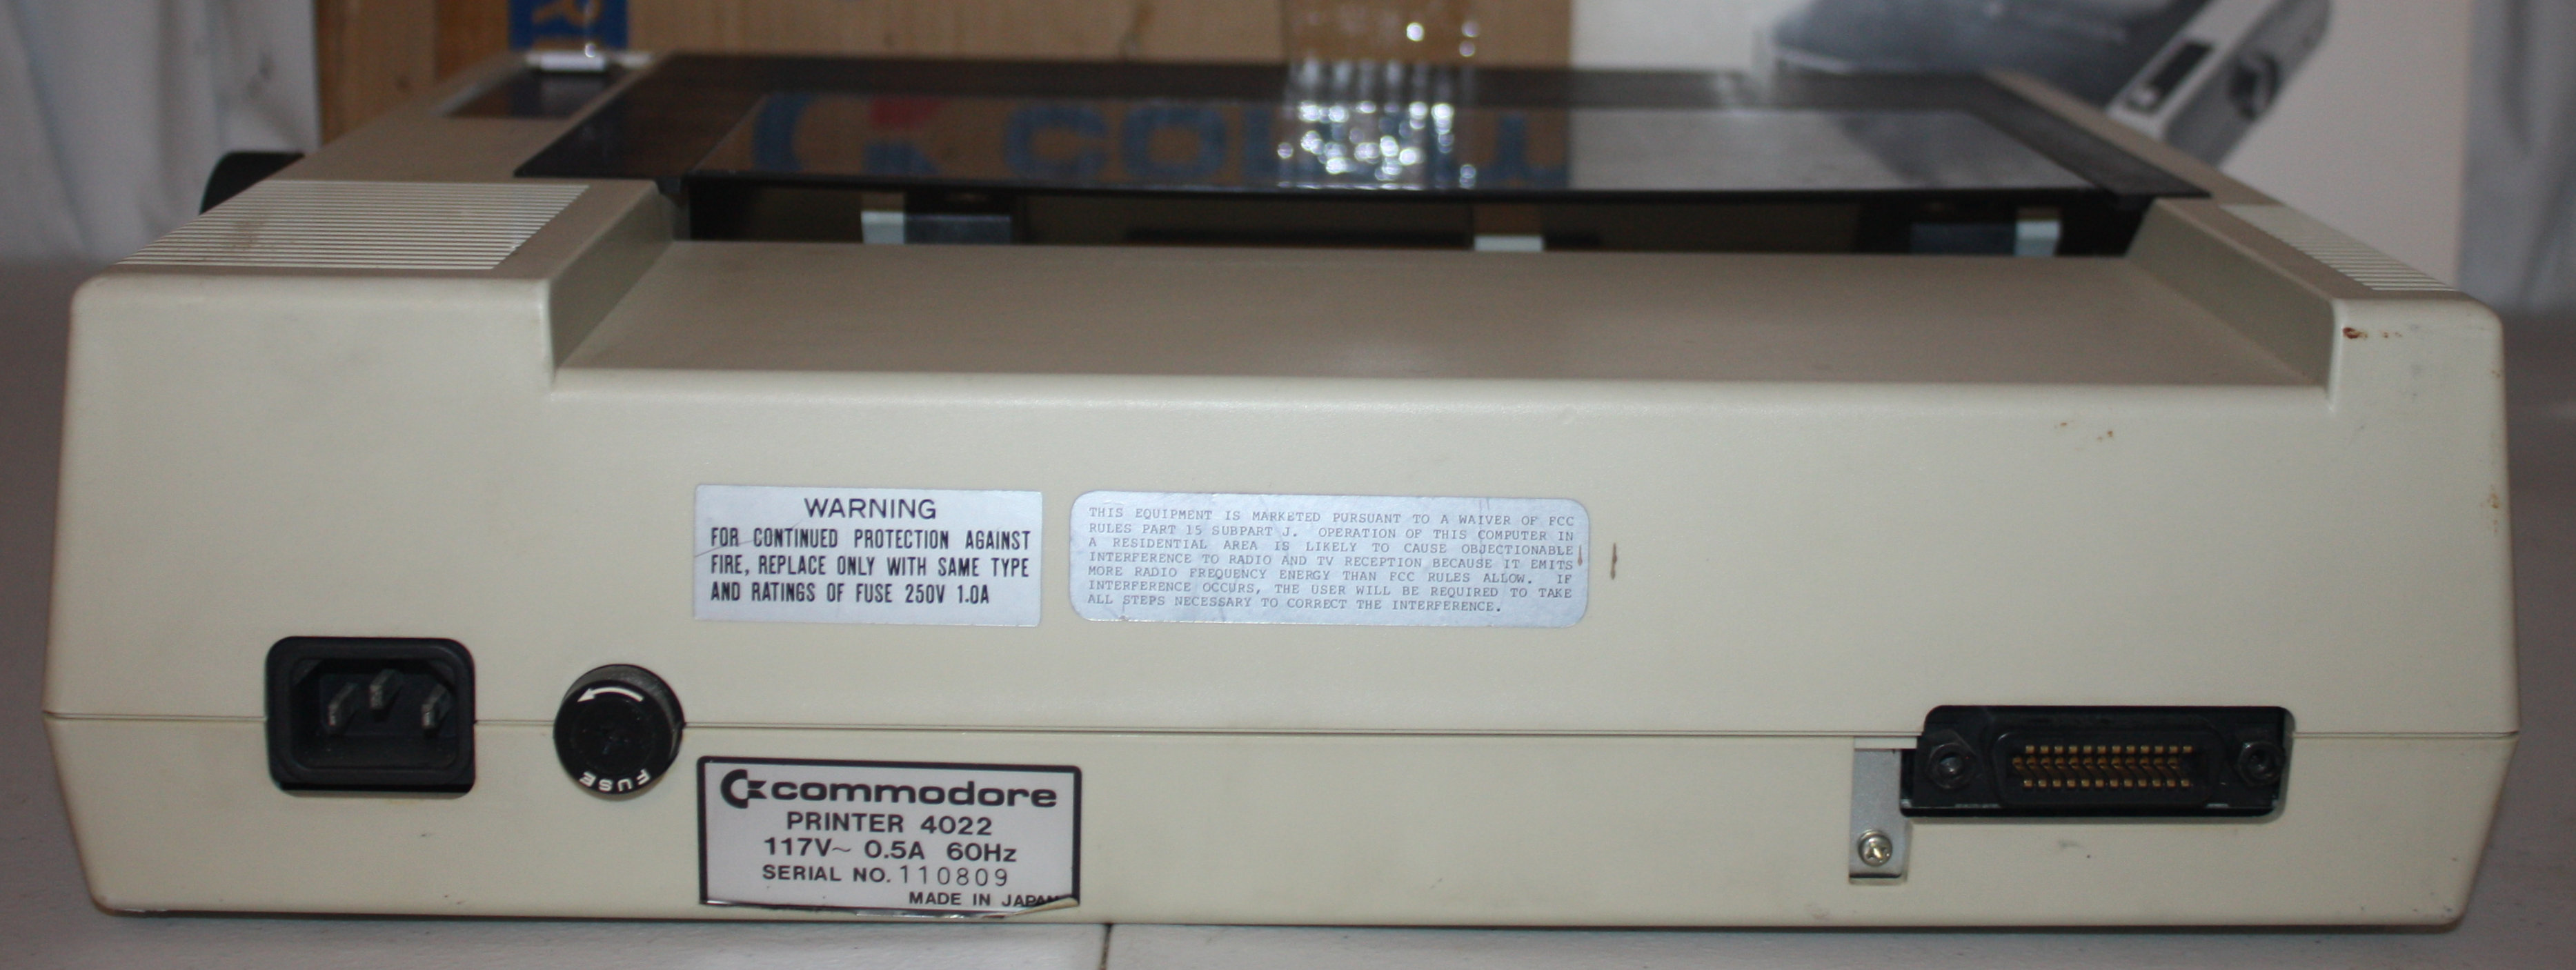 WARNING
FOR CONTINUED PROTECTION AGAINST
FIRE, REPLACE ONLY WITH SAME TYPE
AND RATINGS OF FUSE 250V 1.0A
THIS EQUIPMENT IS MARKETED PURSUANT TO A WAIVER OF FCC
RULES PART 15 SUBPART J. OPERATION OF THIS COMPUTER IN
A RESIDENTIAL AREA IS LIKELY TO CAUSE OBJECTIONABLE
INTERFERENCE TO RADIO AND TV RECEPTION BECAUSE IT EMITS
MORE RADIO FREQUENCY ENERGY THAN FCC RULES ALLOW. IF
INTERFERENCE OCCURS, THE USER WILL BE REQUIRED TO TAKE
ALL STEPS NECESSARY TO CORRECT THE INTERFERENCE.
FUSE
commodore
PRINTER 4022
117V~ 0.5A 60Hz
SERIAL NO. 110809
MADE IN JAPAN